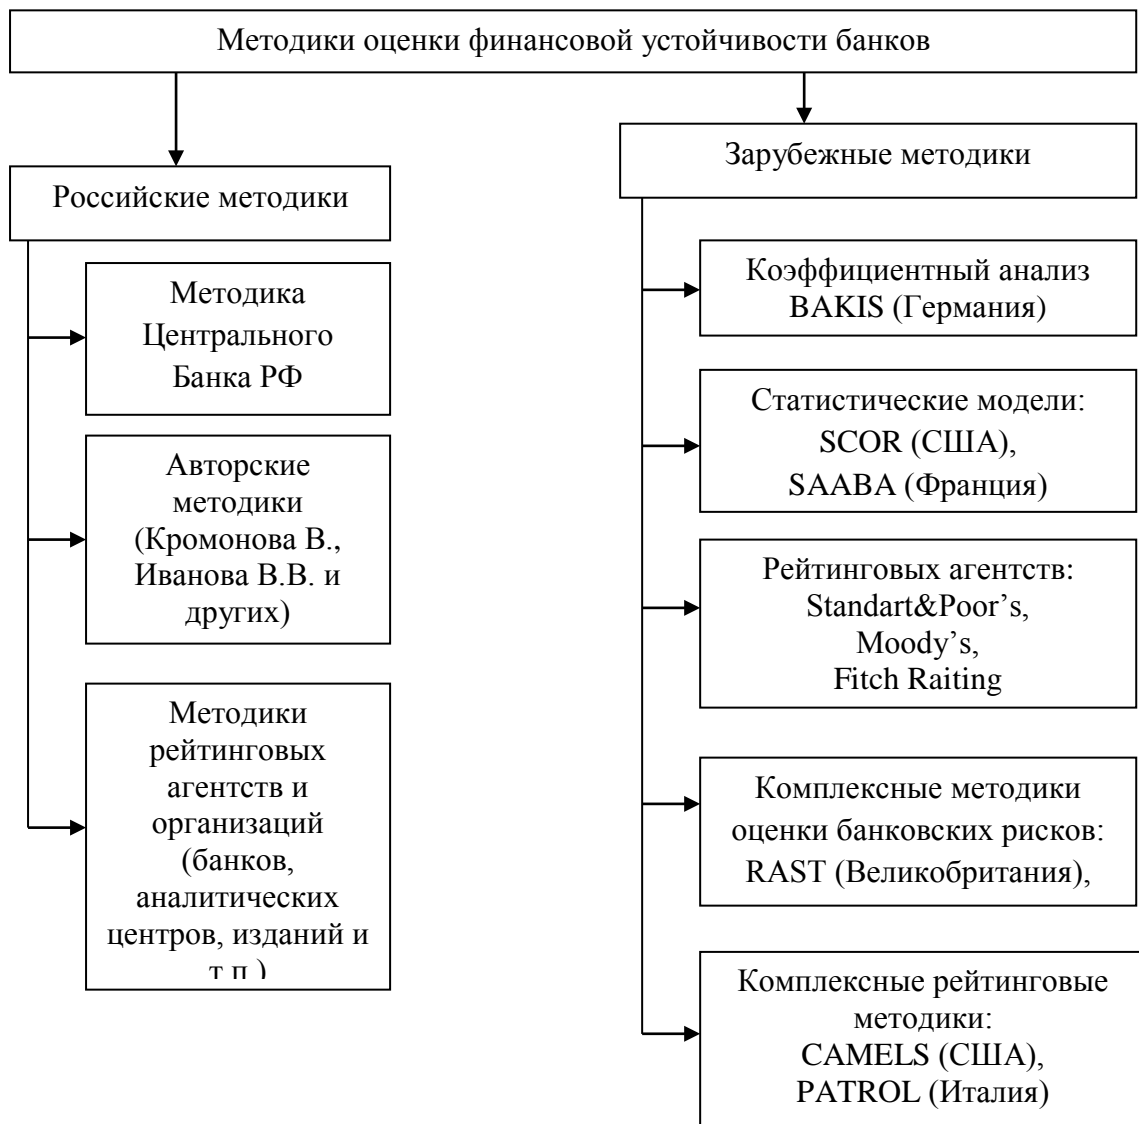 Методики оценки финансовой устойчивости банков
Российские методики
Методика
Центрального
Банка РФ
Авторские
методики
(Кромонова В.,
Иванова В.В. и
других)
Методики
рейтинговых
агентств и
организаций
(банков,
аналитических
центров, изданий и
т.п.)
Зарубежные методики
Коэффициентный анализ
BAKIS (Германия)
Статистические модели:
SCOR (США),
SAABA (Франция)
Рейтинговых агентств:
Standart&Poor’s,
Moody’s,
Fitch Raiting
Комплексные методики
оценки банковских рисков:
RAST (Великобритания),
Комплексные рейтинговые
методики:
CAMELS (США),
PATROL (Италия)